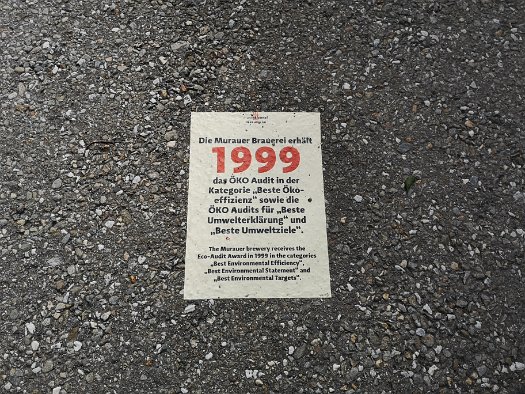 Die Murauer Brauerei erhält
1999
das ÖKO Audit in der
Kategorie „Beste Öko-
effizienz“ sowie die
ÖKO Audits für „Beste
Umwelterklärung“ und
„Beste Umweltziele“.
The Murauer brewery receives the
Eco-Audit Award in 1999 in the categories
„Best Environmental Efficiency“,
„Best Environmental Statement“ and
„Best Environmental Targets“.